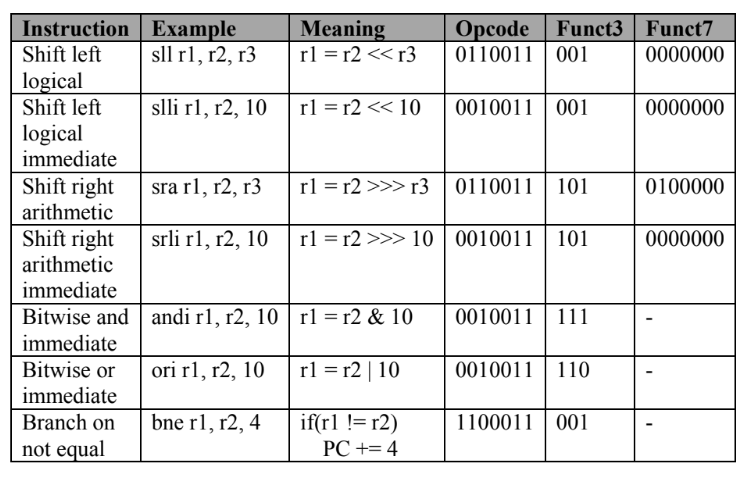 Instruction Example Meaning Opcode Funct3 Funct7
Shift left sll r1, r2, r3 r1 = r2 << r3 0110011 001 0000000
logical
Shift left slli r1, r2, 10 r1 = r2 << 10 0010011 001 0000000
logical
immediate
Shift right sra r1, r2, r3 r1 = r2 >>> r3 0110011 101 0100000
arithmetic
Shift right srli r1, r2, 10 r1 = r2 >>> 10 0010011 101 0000000
arithmetic
immediate
Bitwise and andi r1, r2, 10 r1 = r2 & 10 0010011 111 -
immediate
Bitwise or ori r1, r2, 10 r1 = r2 | 10 0010011 110 -
immediate
Branch on bne r1, r2, 4 if(r1 != r2) 1100011 001 -
not equal PC += 4